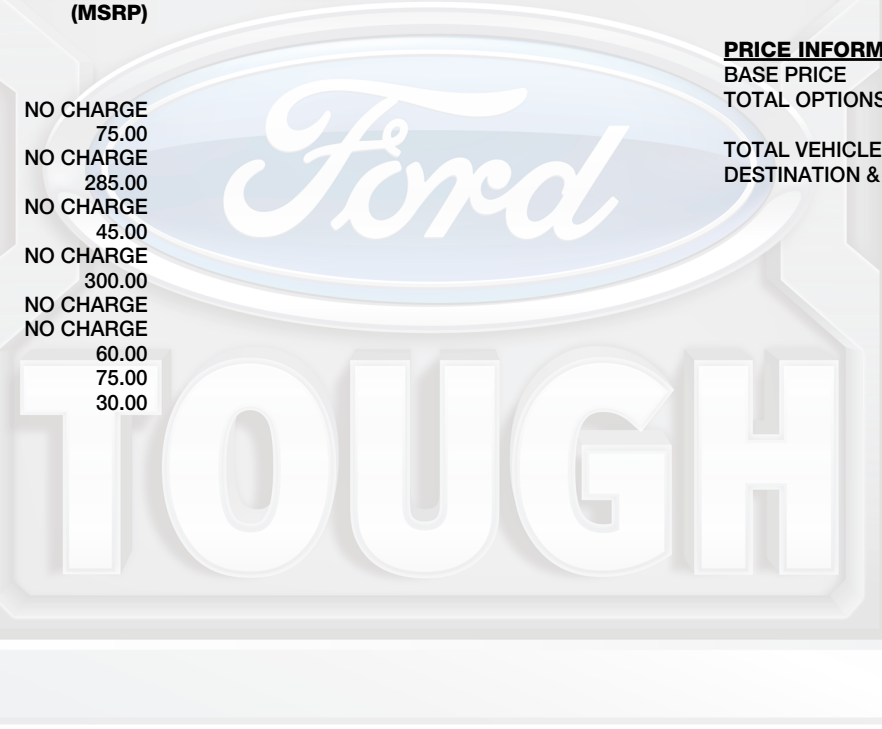 (MSRP)
NO CHARGE
75.00
NO CHARGE
285.00
NO CHARGE
45.00
NO CHARGE
300.00
NO CHARGE
NO CHARGE
60.00
75.00
30.00
PRICE INFORM
BASE PRICE
TOTAL OPTIONS
TOTAL VEHICLE
DESTINATION &
Ford
TOUGH